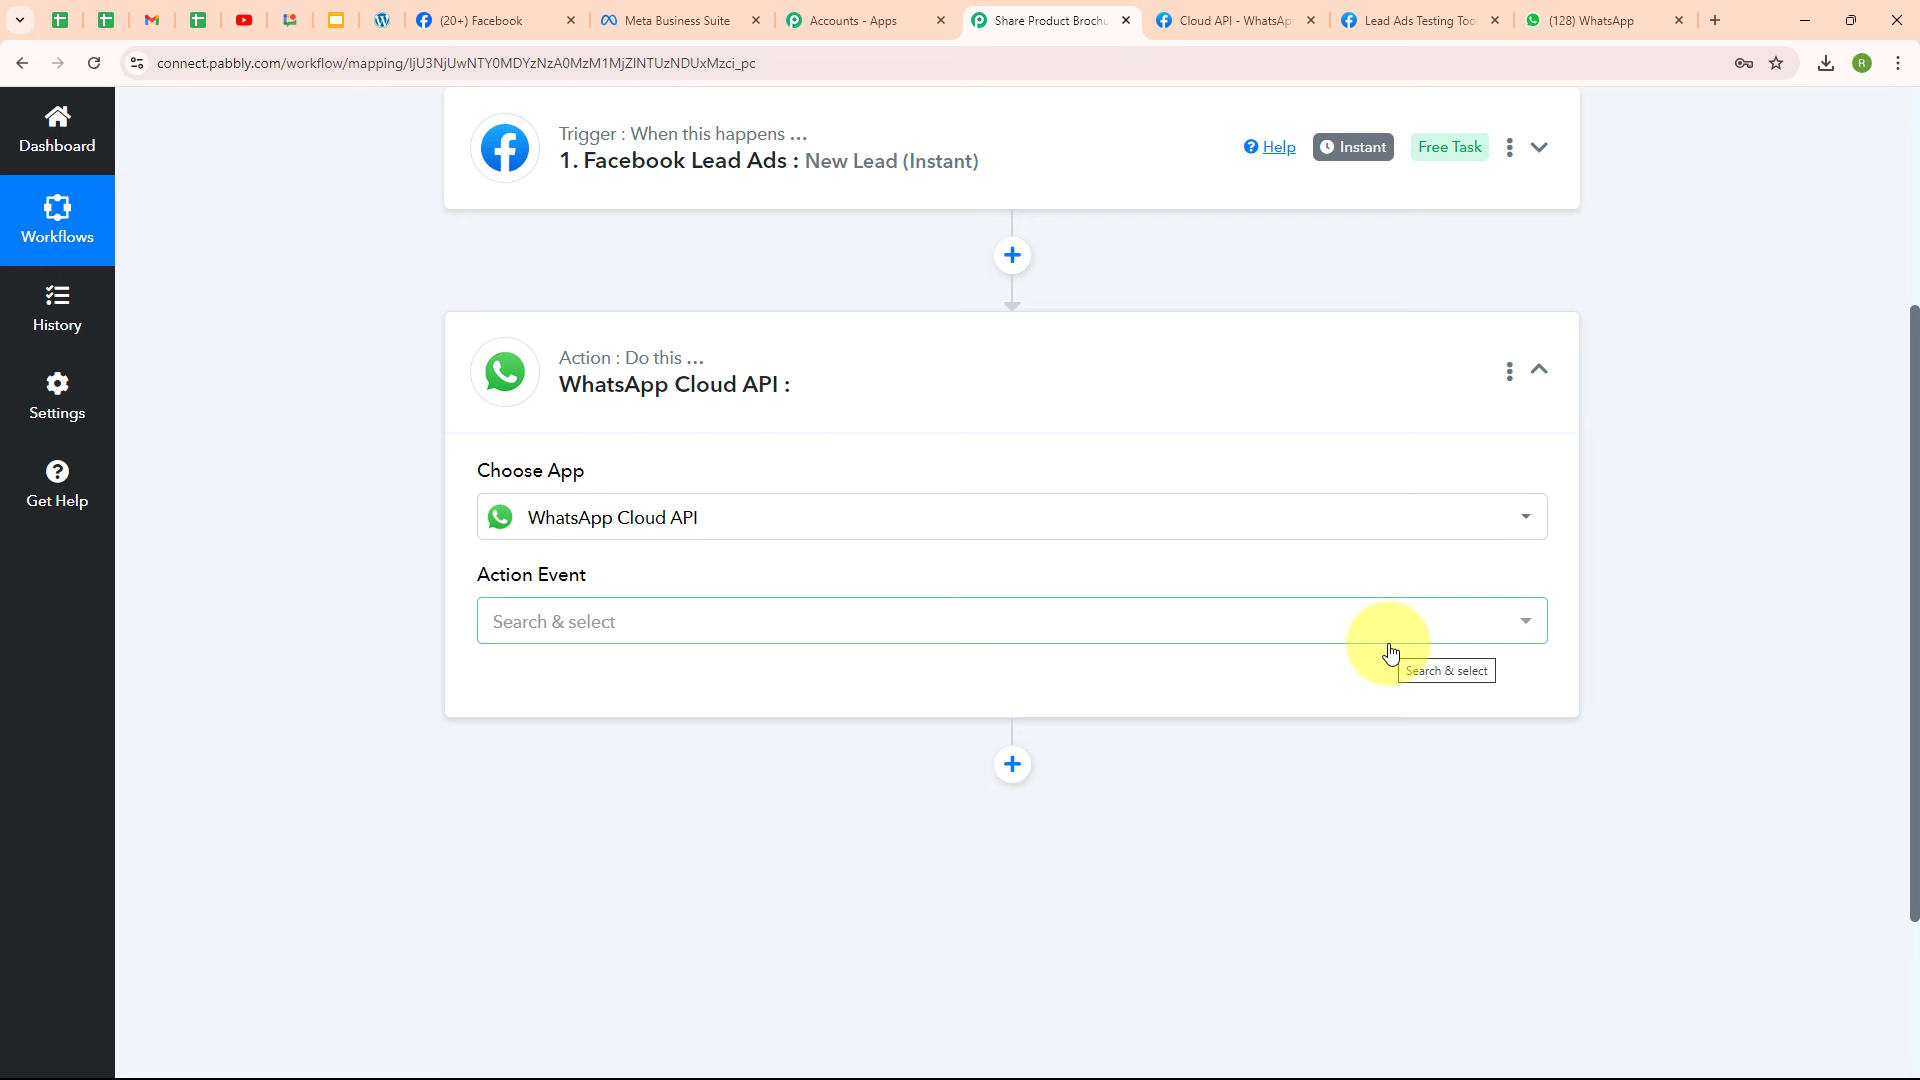 (20+) Facebook
Meta Business Suite
Accounts - Apps
Share Product Brochu
Cloud API - WhatsAp
Lead Ads Testing Too
(128) WhatsApp
connect.pabbly.com/workflow/mapping/IjU3NjUwNTY0MDYzNzA0MzM1MjZlNTUzNDUxMzci_pc
R
Dashboard
Workflows
History
Settings
Get Help
Trigger : When this happens ...
1. Facebook Lead Ads : New Lead (Instant)
Help
Instant
Free Task
Action : Do this ...
WhatsApp Cloud API :
Choose App
WhatsApp Cloud API
Action Event
Search & select
Search & select